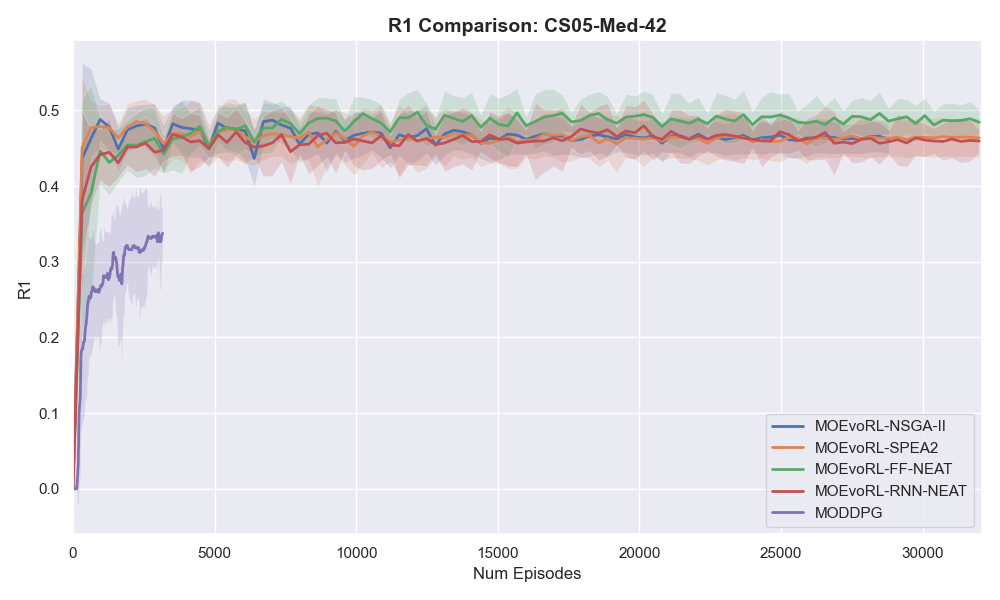 R1 Comparison: CS05-Med-42
R1
0.5
0.4
0.3
0.2
0.1
0.0
0 5000 10000 15000 20000 25000 30000
Num Episodes
MOEvoRL-NSGA-II
MOEvoRL-SPEA2
MOEvoRL-FF-NEAT
MOEvoRL-RNN-NEAT
MODDPG